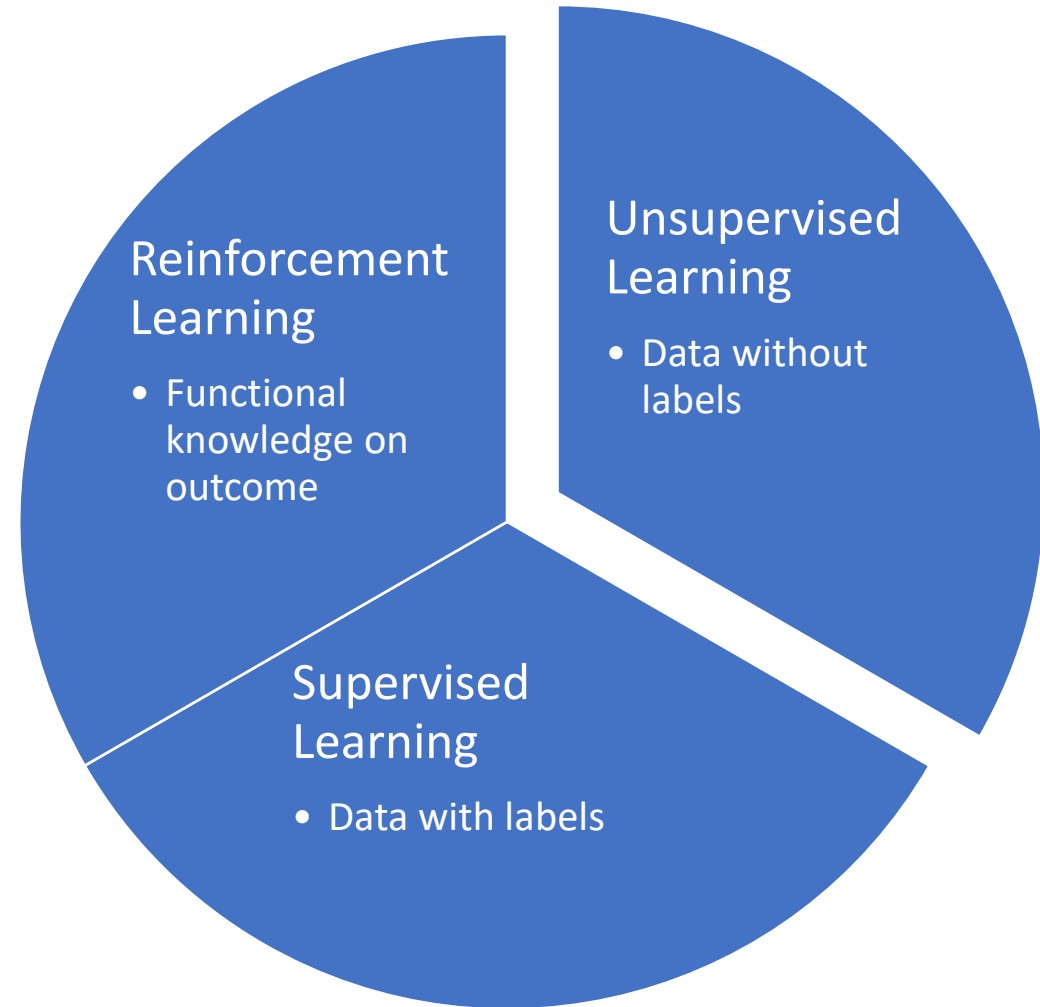 Reinforcement
Learning
• Functional
knowledge on
outcome
Unsupervised
Learning
• Data without
labels
Supervised
Learning
• Data with labels